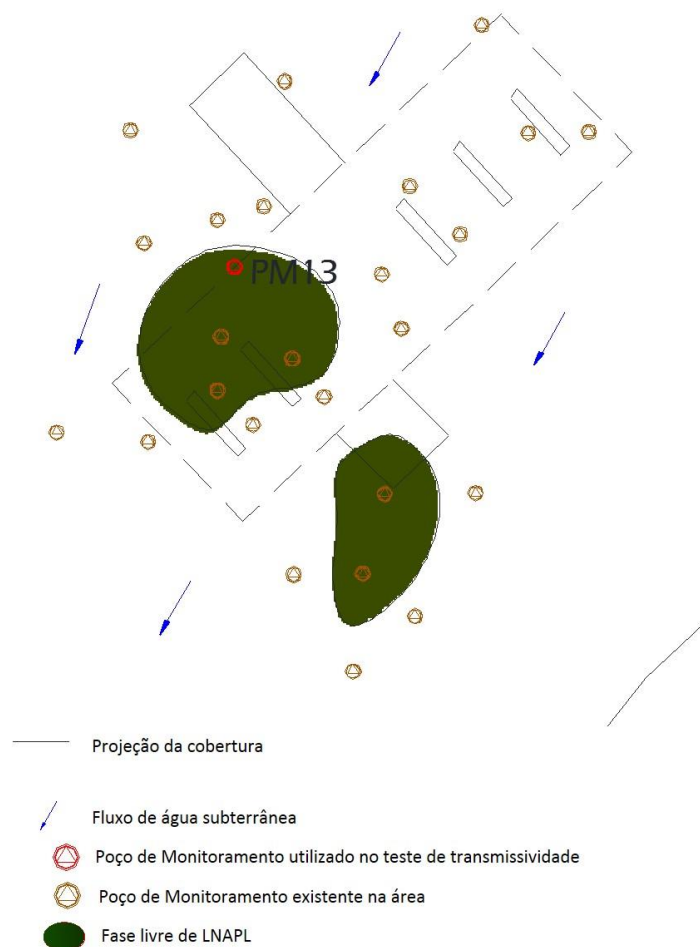 PM13
Projeção da cobertura
Fluxo de água subterrânea
Poço de Monitoramento utilizado no teste de transmissividade
Poço de Monitoramento existente na área
Fase livre de LNAPL